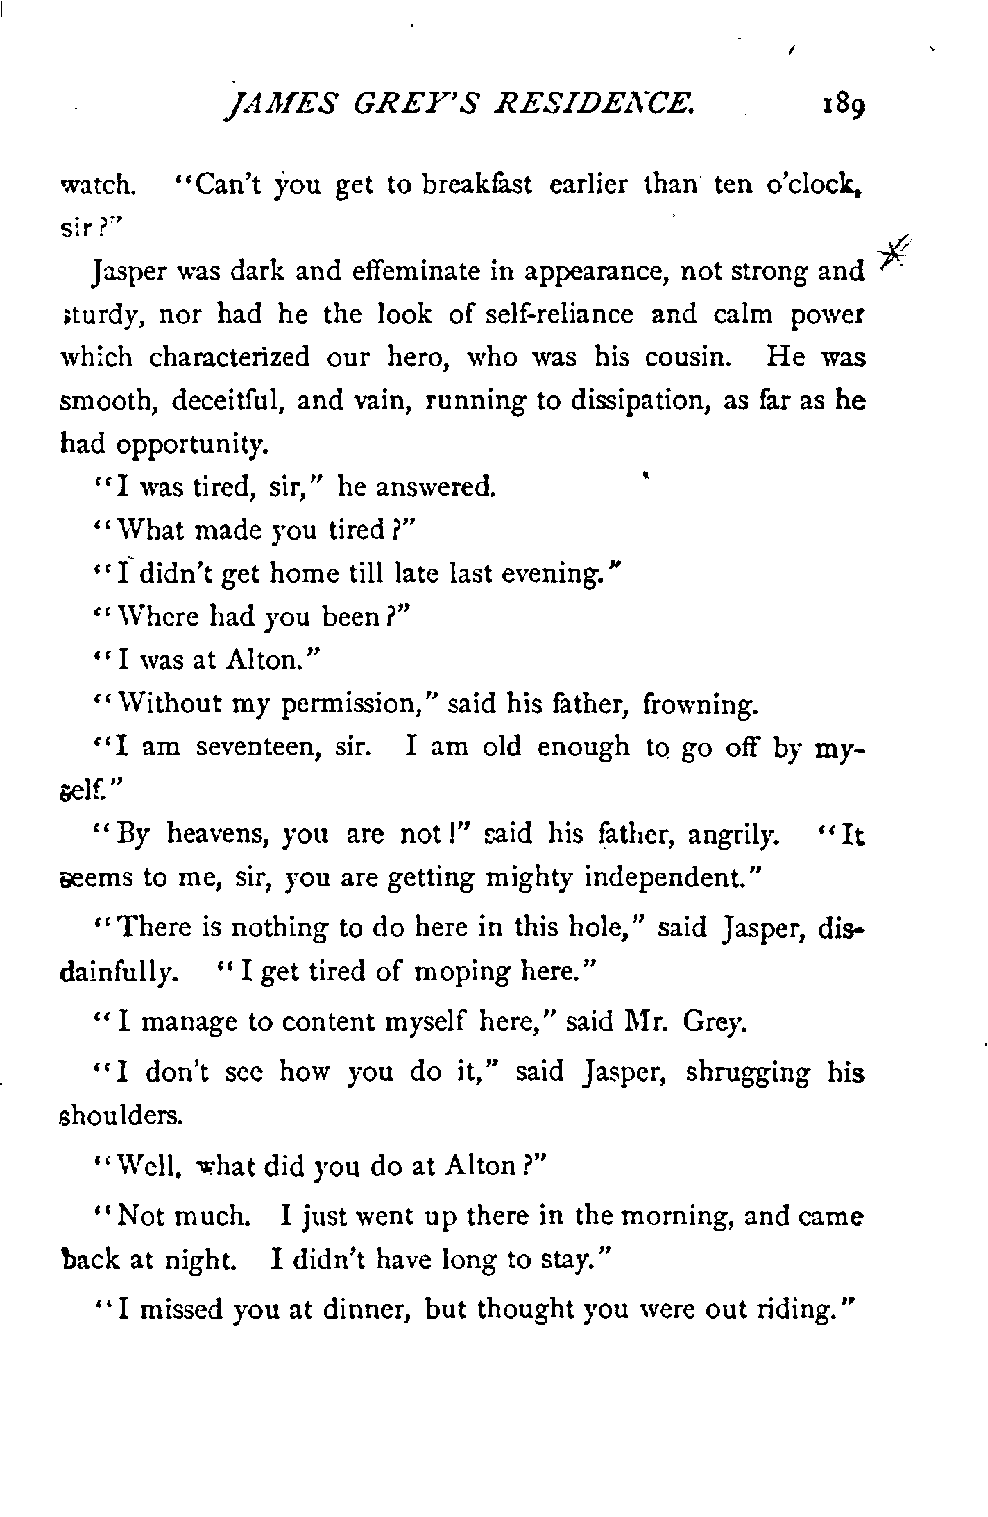 JAMES GREY'S RESIDENCE. 189
watch. "Can't you get to breakfast earlier than ten o'clock,
sir?"
Jasper was dark and effeminate in appearance, not strong and
sturdy, nor had he the look of self-reliance and calm power
which characterized our hero, who was his cousin. He was
smooth, deceitful, and vain, running to dissipation, as far as he
had opportunity.
"I was tired, sir," he answered.
"What made you tired?"
"I didn't get home till late last evening."
"Where had you been?"
"I was at Alton."
"Without my permission," said his father, frowning.
"I am seventeen, sir. I am old enough to go off by my-
self."
"By heavens, you are not!" said his father, angrily. "It
seems to me, sir, you are getting mighty independent."
"There is nothing to do here in this hole," said Jasper, dis-
dainfully. "I get tired of moping here."
"I manage to content myself here," said Mr. Grey.
"I don't see how you do it," said Jasper, shrugging his
shoulders.
"Well, what did you do at Alton?"
"Not much. I just went up there in the morning, and came
back at night. I didn't have long to stay."
"I missed you at dinner, but thought you were out riding."